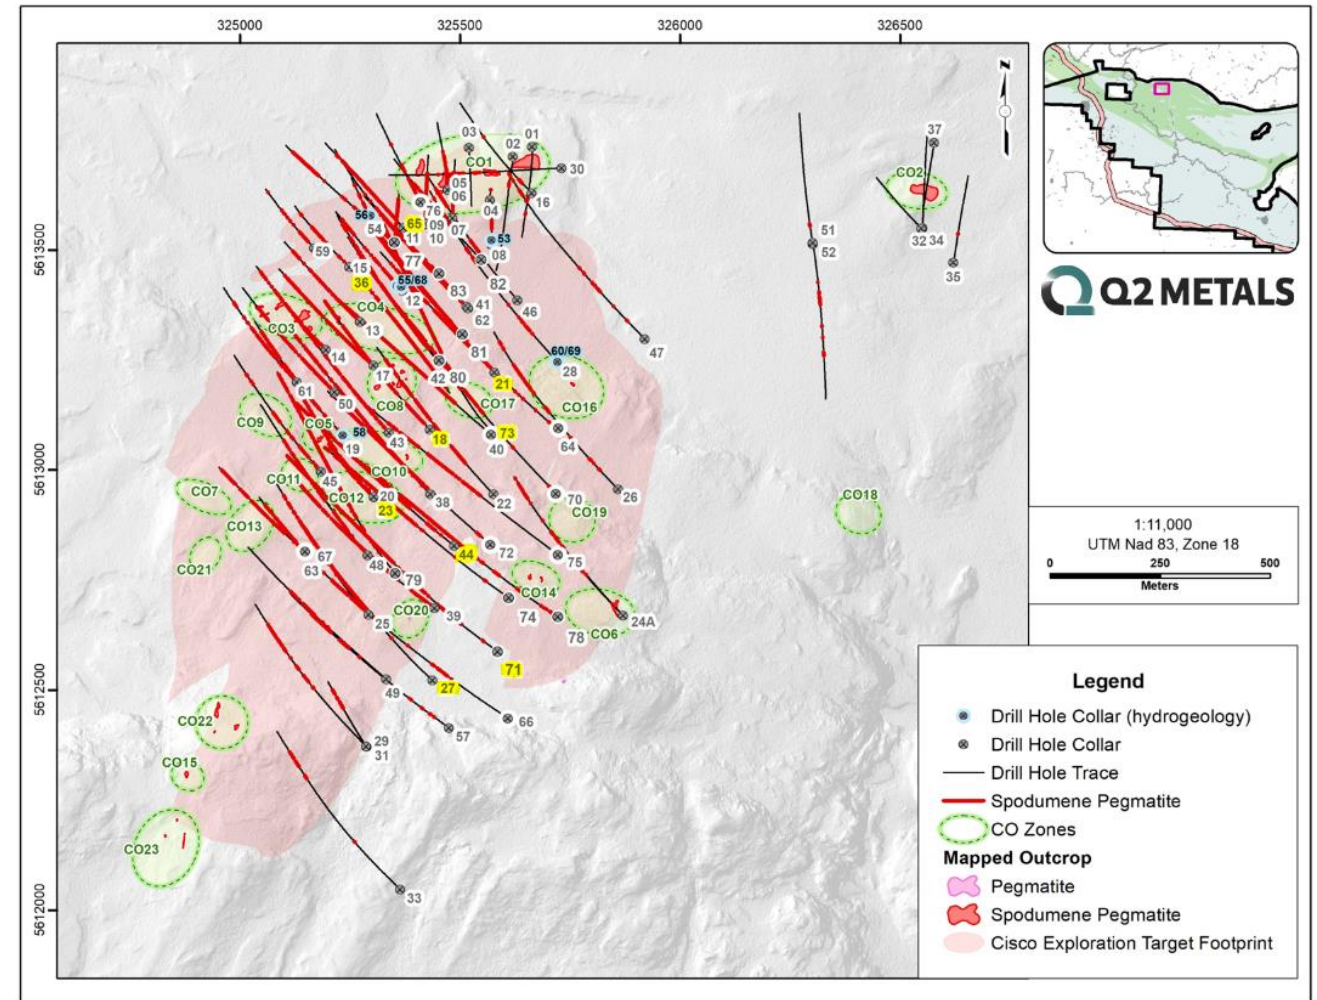 325000
325500
326000
326500
5613500
5613000
5612500
5612000
N
03
01
02
CO1
30
05
06
04
16
76
09
10
07
56
54
65
11
53
08
59
15
36
77
65/68
12
83
41
62
82
46
47
CO3
CO4
13
14
81
60/69
28
42
80
21
17
CO8
CO17
CO16
61
50
CO9
CO5
58
19
43
18
73
40
64
CO10
CO11
45
CO12
20
23
38
22
70
26
CO7
CO13
CO19
CO21
67
63
48
79
44
72
75
CO14
74
78
CO6
24A
CO20
39
25
71
27
49
66
57
29
31
CO22
CO15
CO23
33
51
52
37
CO2
32
34
35
CO18
Q2 METALS
1:11,000
UTM Nad 83, Zone 18
0 250 500
Meters
Legend
Drill Hole Collar (hydrogeology)
Drill Hole Collar
Drill Hole Trace
Spodumene Pegmatite
CO Zones
Mapped Outcrop
Pegmatite
Spodumene Pegmatite
Cisco Exploration Target Footprint